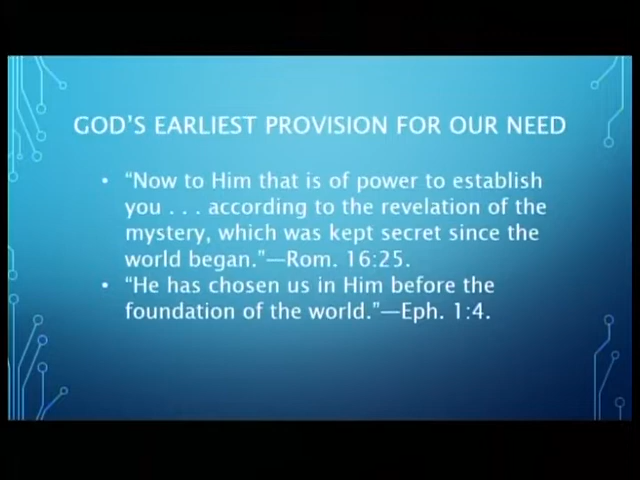 GOD'S EARLIEST PROVISION FOR OUR NEED
• “Now to Him that is of power to establish
you . . . according to the revelation of the
mystery, which was kept secret since the
world began.”—Rom. 16:25.
• “He has chosen us in Him before the
foundation of the world.”—Eph. 1:4.